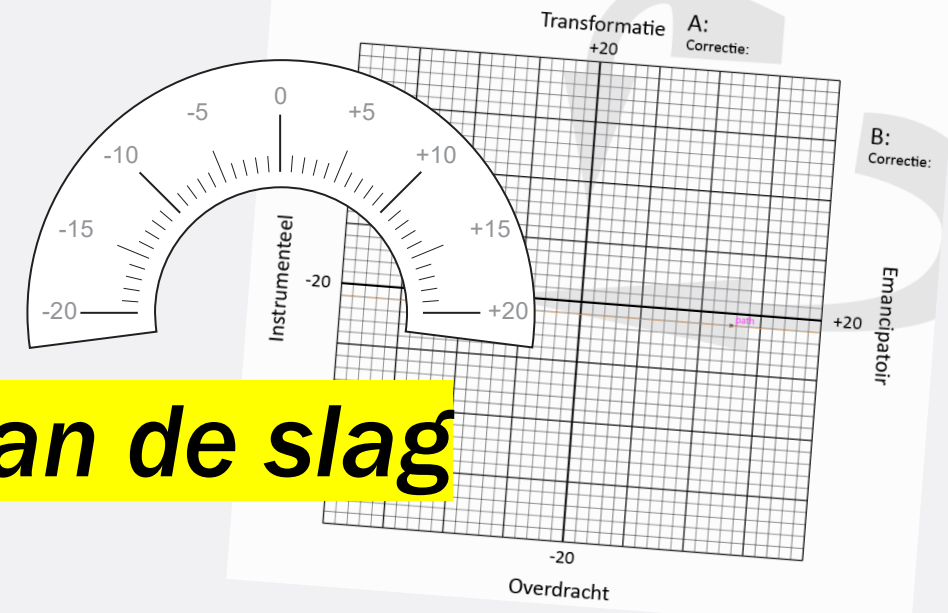 Transformatie
A:
Correctie:
+20
0
-5
+5
-10
+10
B:
Correctie:
-15
+15
Instrumenteel
-20
Emancipatoir
-20
+20
+20
path
an de slag
-20
Overdracht